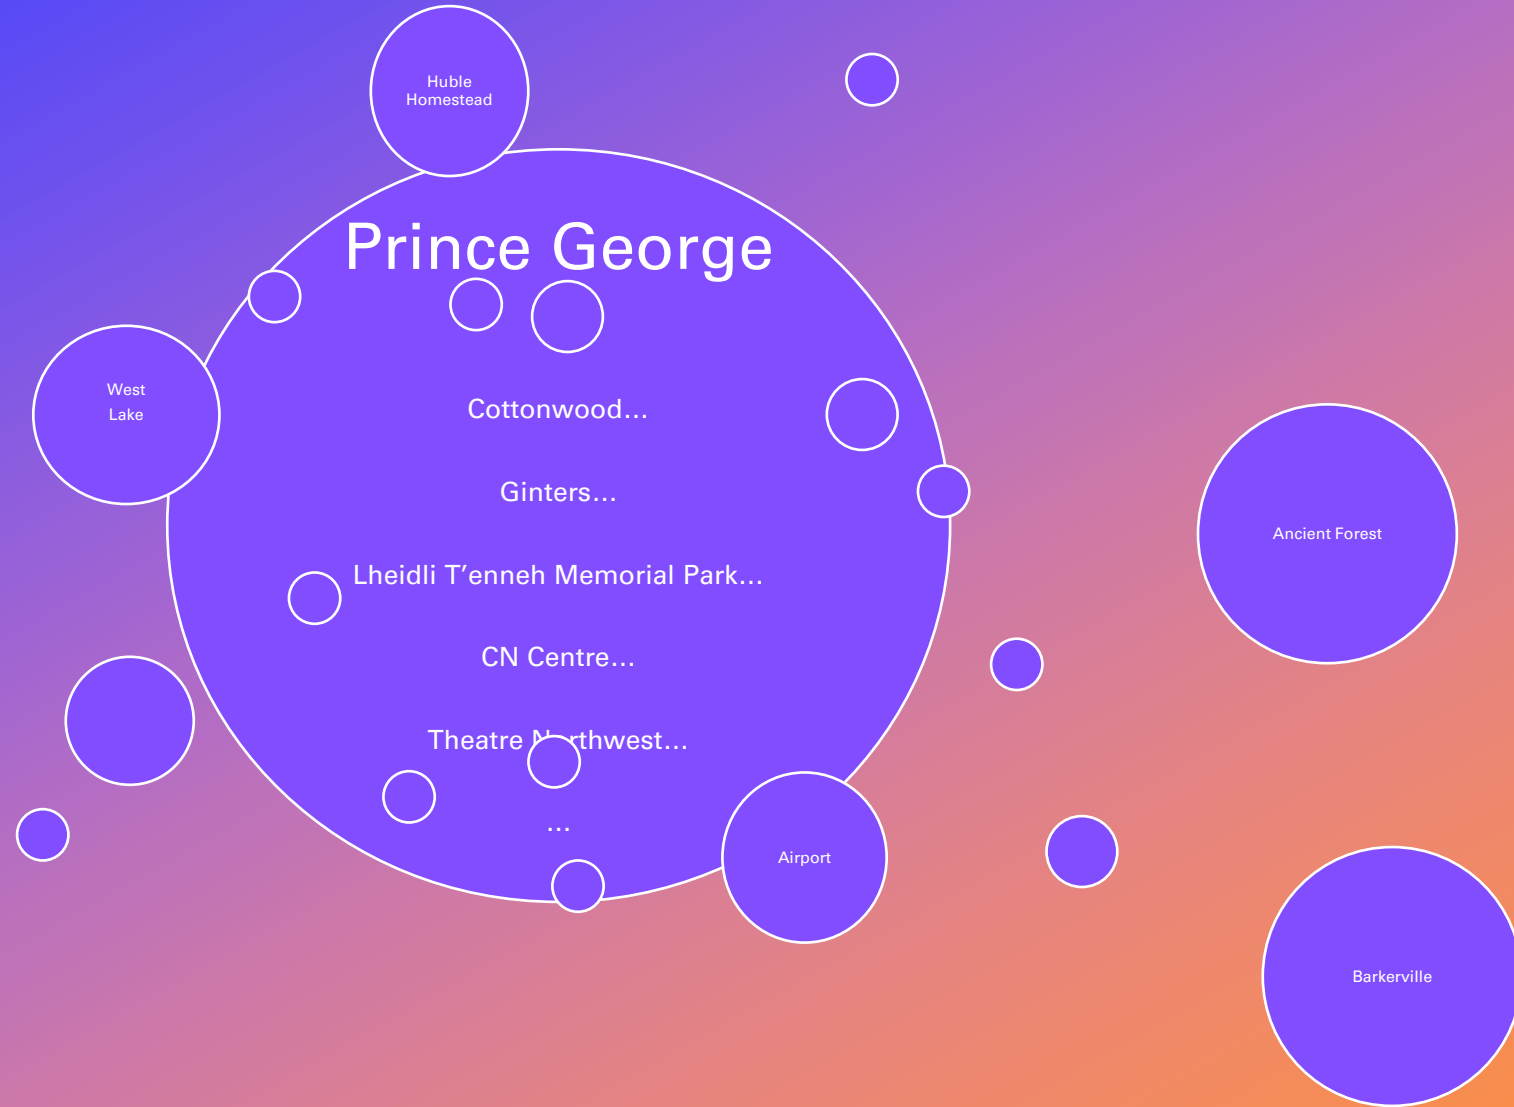 Huble
Homestead
Prince George
West
Lake
Cottonwood...
Ginters...
Ancient Forest
Lheidli T’enneh Memorial Park...
CN Centre...
Theatre Northwest...
...
Airport
Barkerville